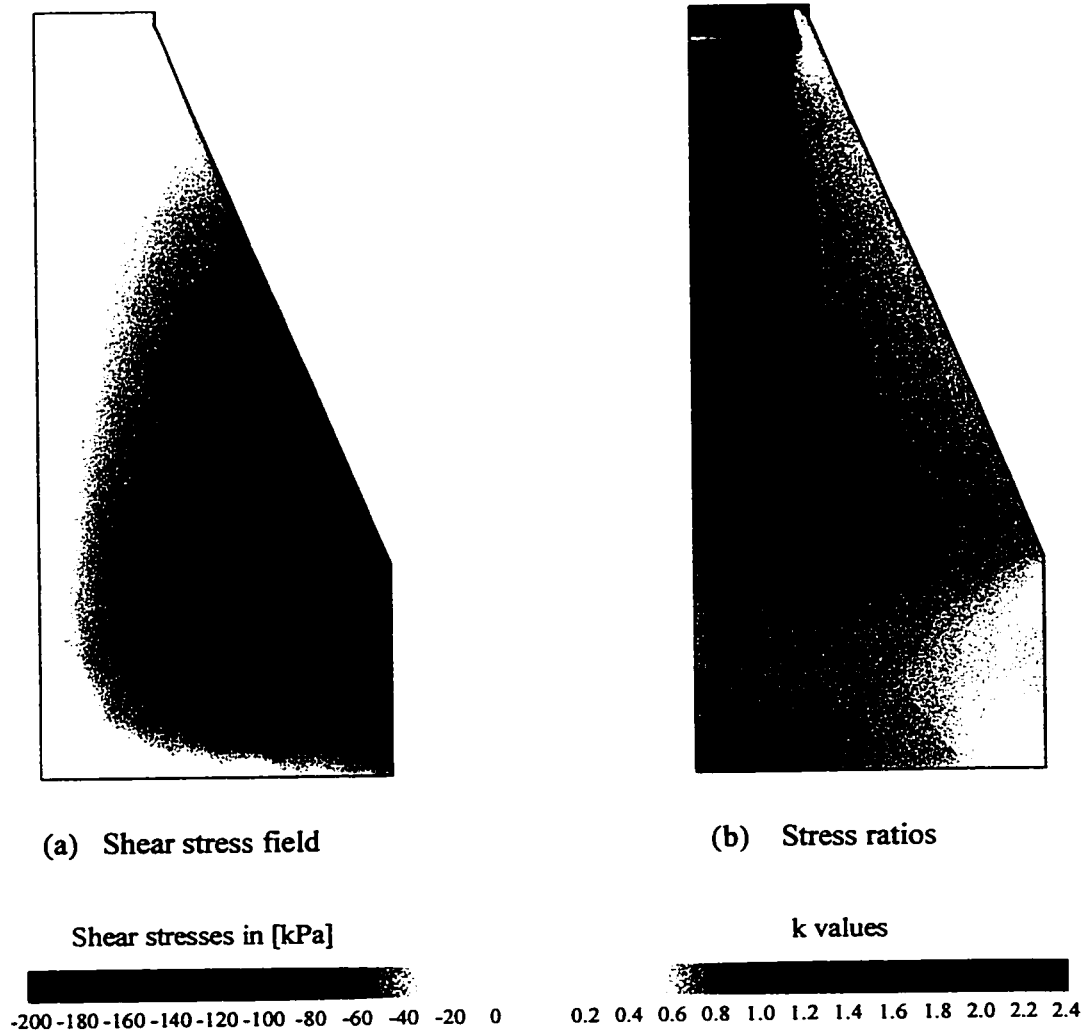 (a) Shear stress field
(b) Stress ratios
Shear stresses in [kPa]
-200 -180 -160 -140 -120 -100 -80 -60 -40 -20 0
k values
0.2 0.4 0.6 0.8 1.0 1.2 1.4 1.6 1.8 2.0 2.2 2.4